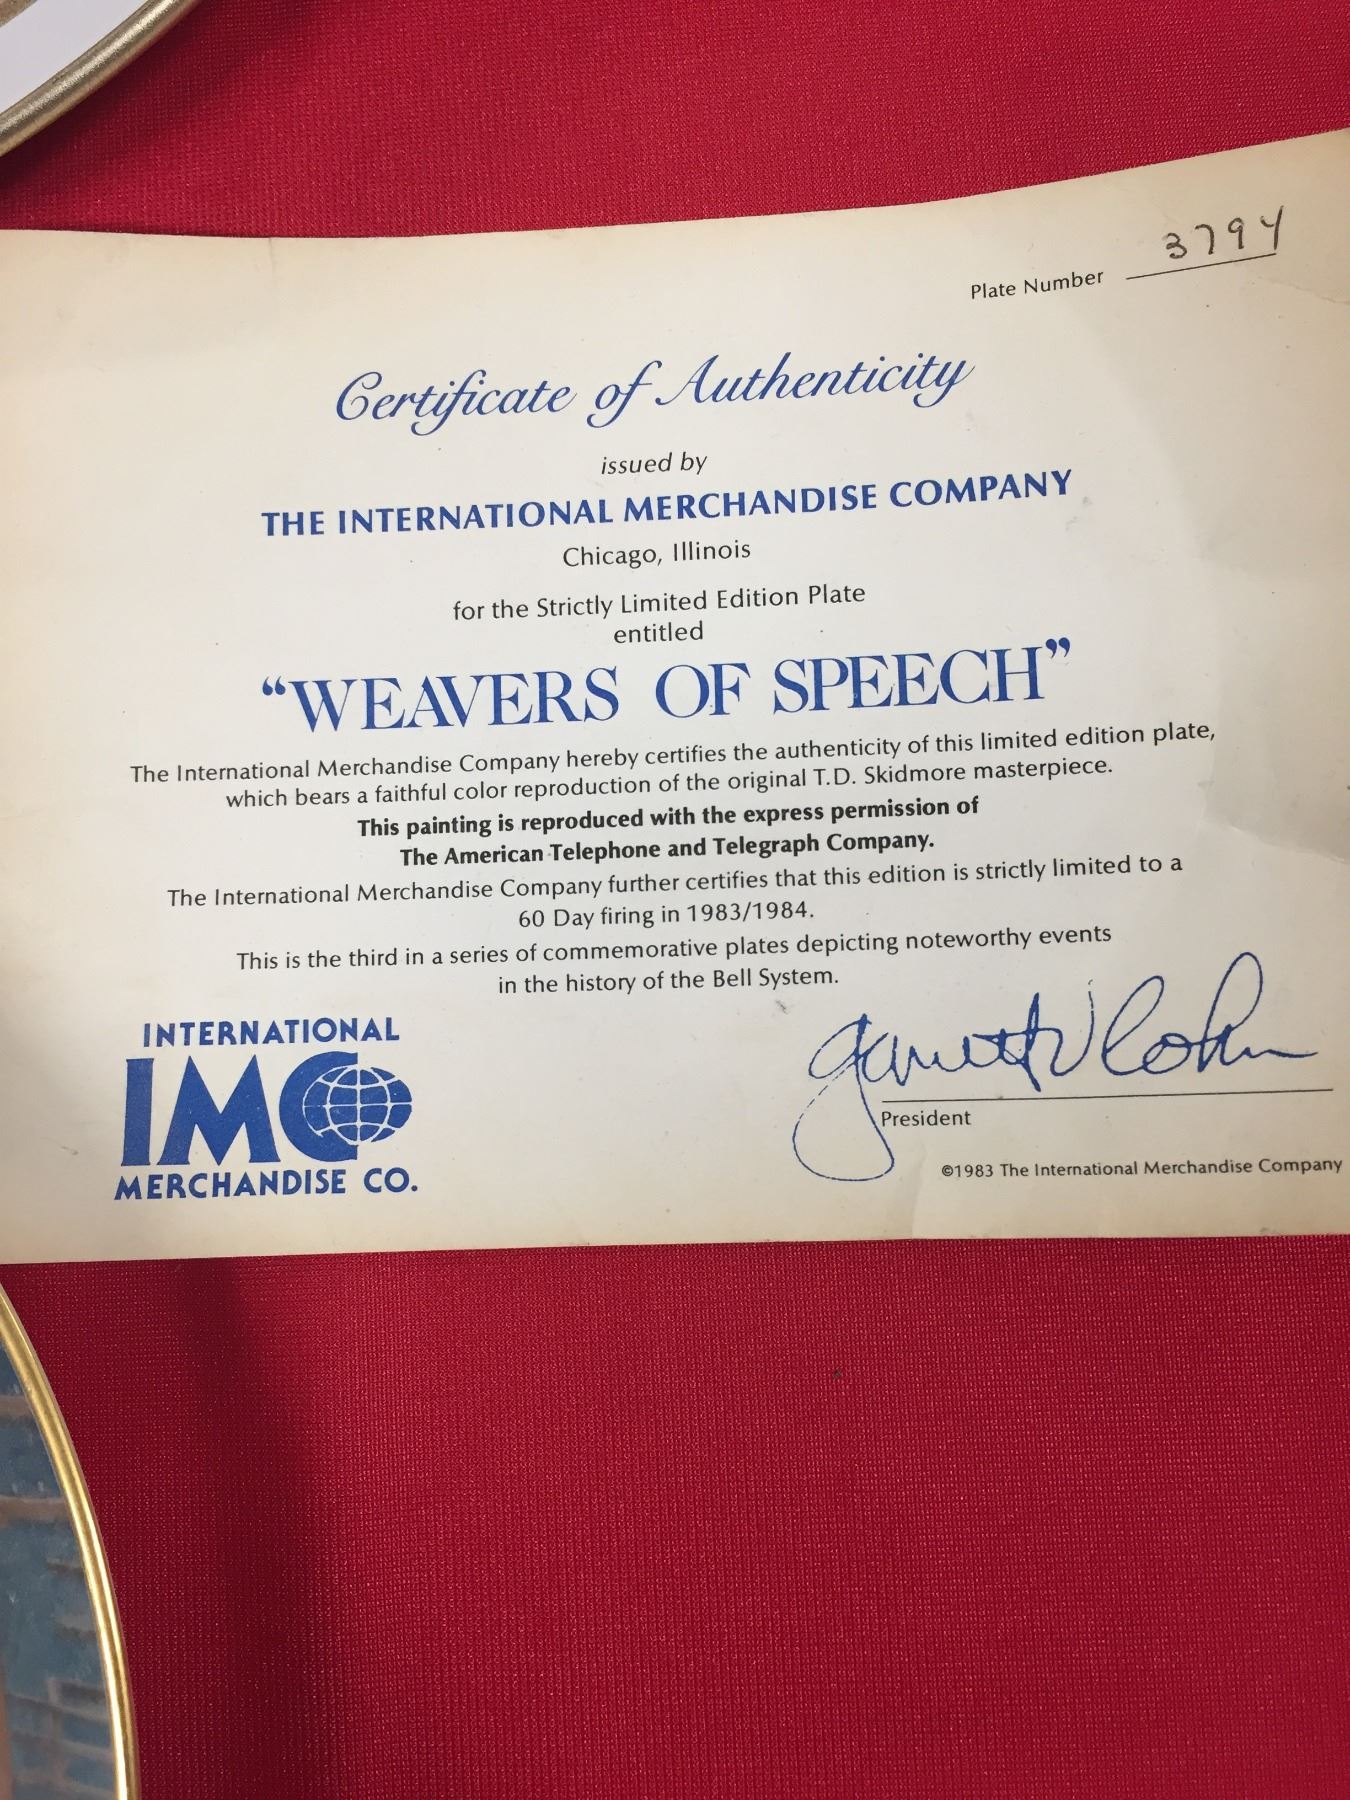 3794
Plate Number
Certificate of Authenticity
issued by
THE INTERNATIONAL MERCHANDISE COMPANY
Chicago, Illinois
for the Strictly Limited Edition Plate
entitled
“WEAVERS OF SPEECH”
The International Merchandise Company hereby certifies the authenticity of this limited edition plate,
which bears a faithful color reproduction of the original T.D. Skidmore masterpiece.
This painting is reproduced with the express permission of
The American Telephone and Telegraph Company.
The International Merchandise Company further certifies that this edition is strictly limited to a
60 Day firing in 1983/1984.
This is the third in a series of commemorative plates depicting noteworthy events
in the history of the Bell System.
INTERNATIONAL
IMC
MERCHANDISE CO.
President
©1983 The International Merchandise Company